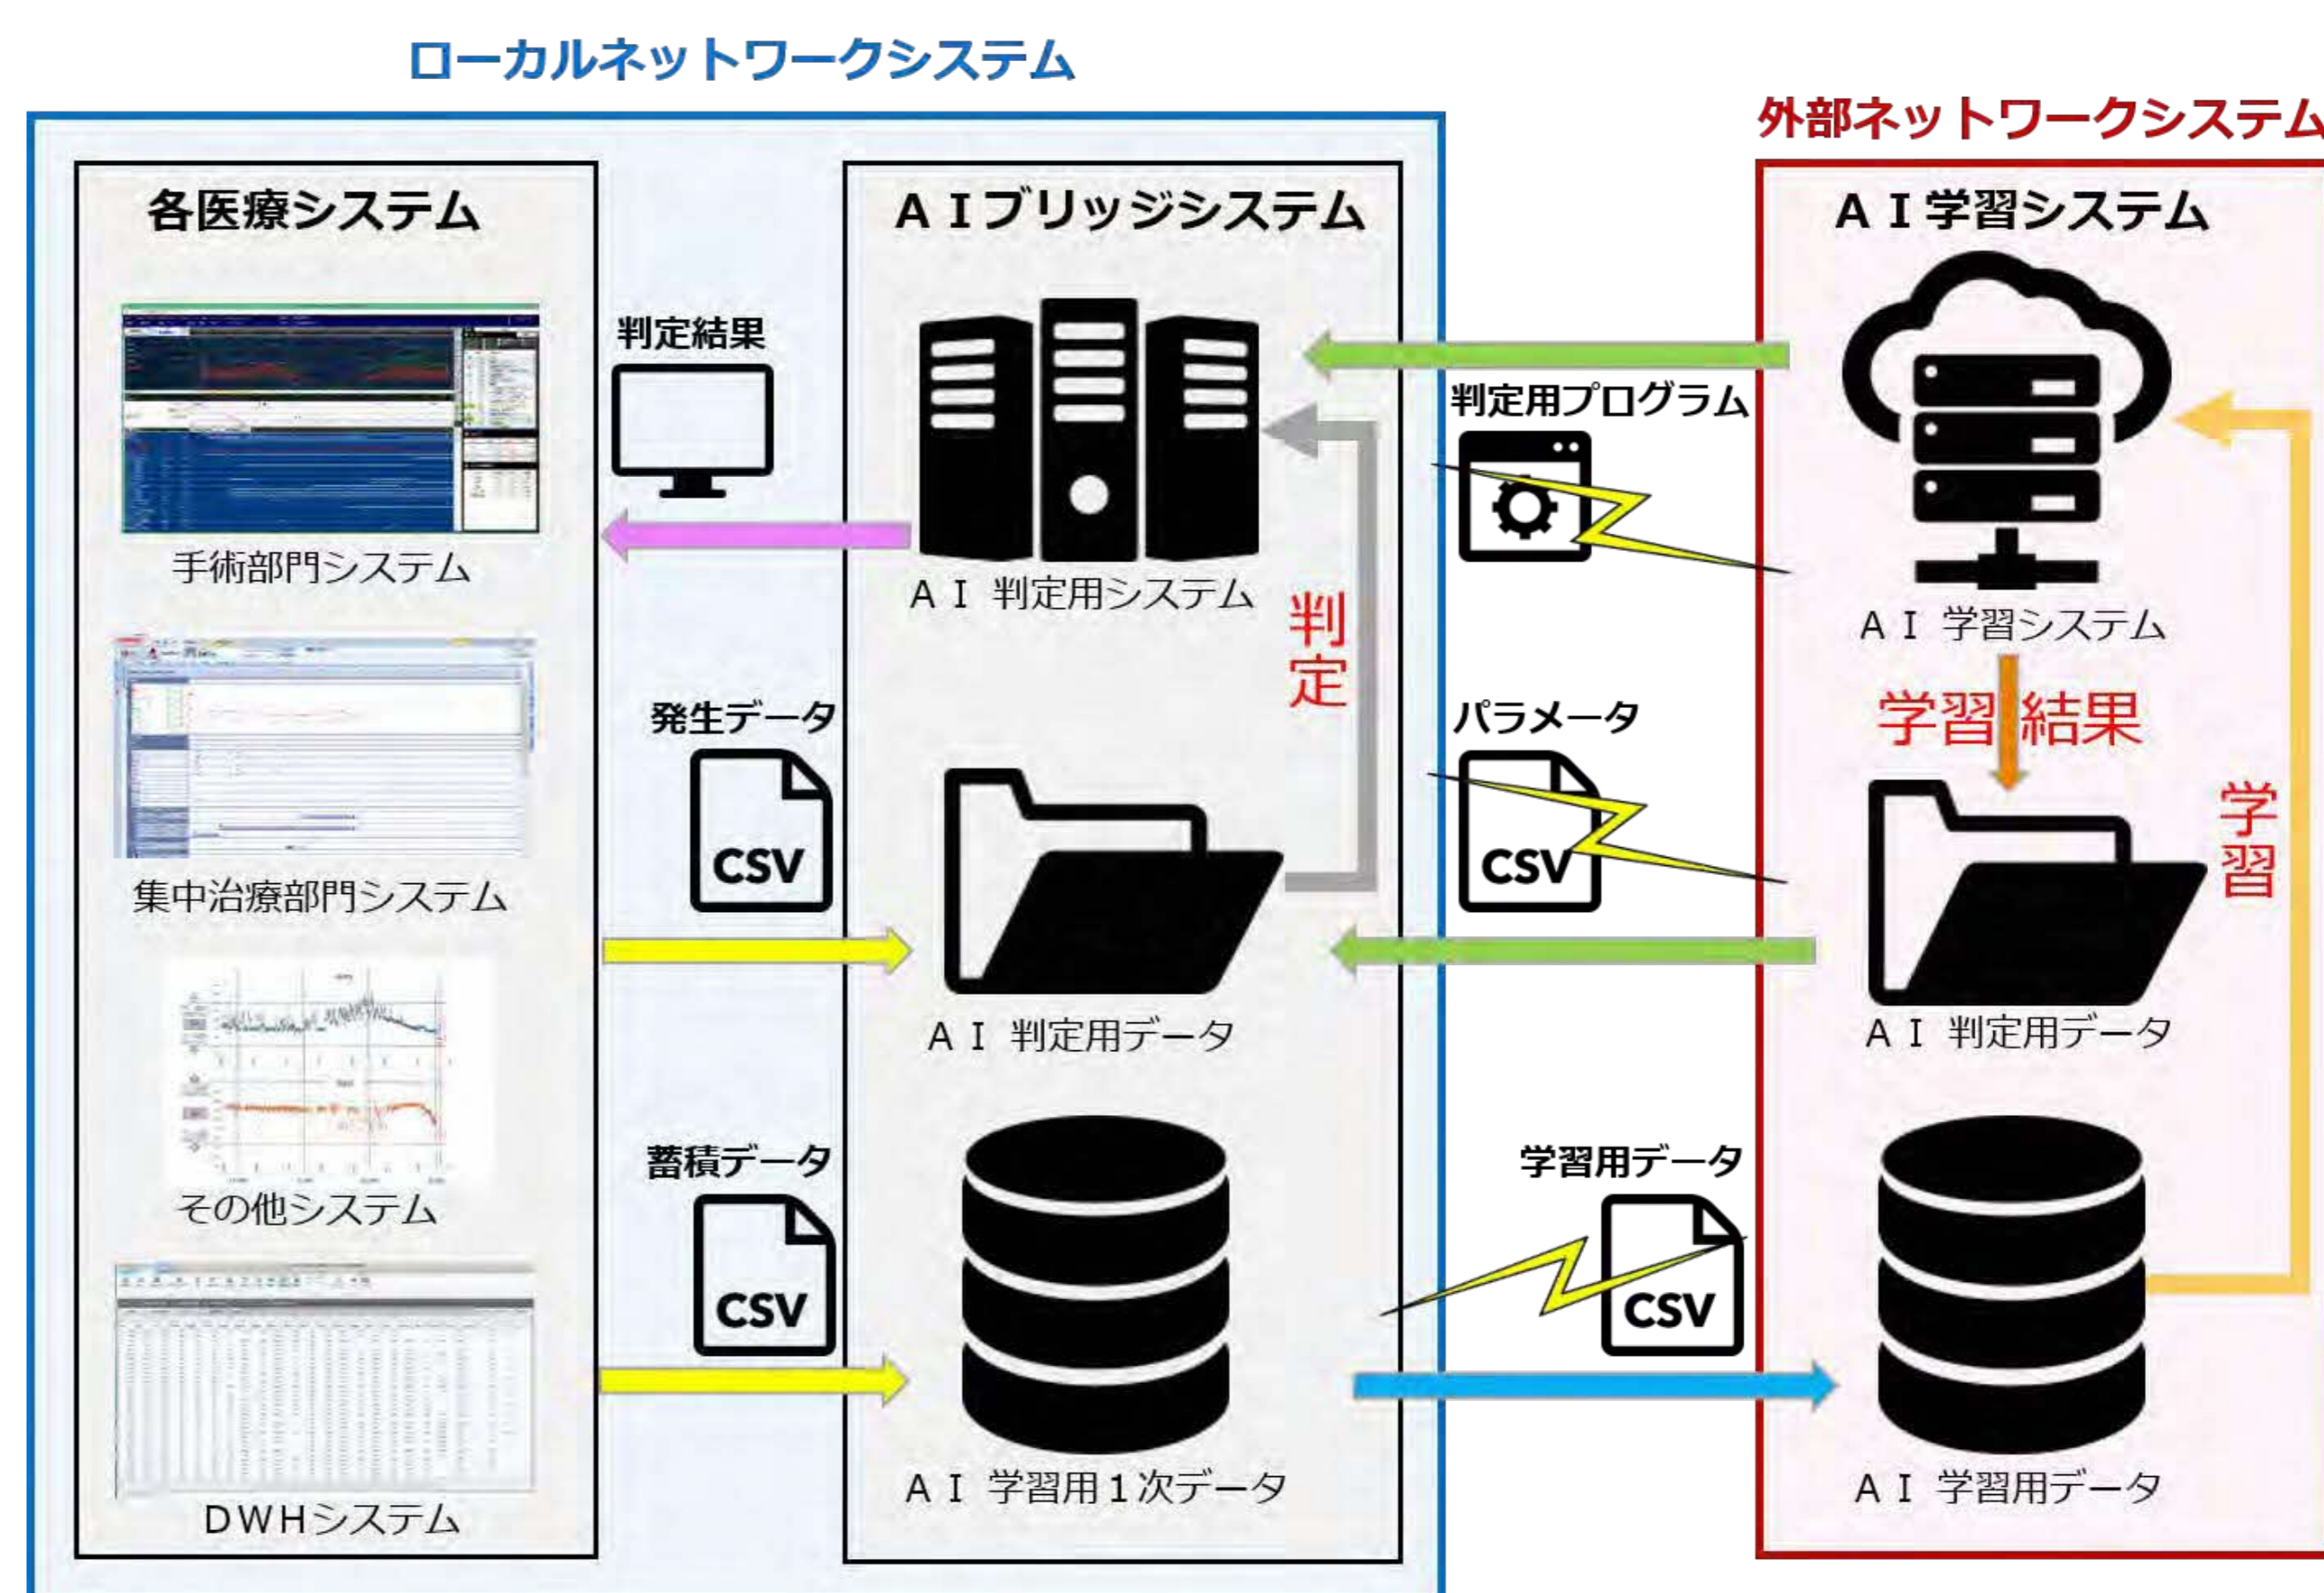 ローカルネットワークシステム
外部ネットワークシステム
各医療システム
手術部門システム
集中治療部門システム
その他システム
DWHシステム
判定結果
発生データ
CSV
蓄積データ
CSV
AIブリッジシステム
AI 判定用システム
判定
AI 判定用データ
AI 学習用1次データ
判定用プログラム
パラメータ
CSV
学習用データ
CSV
AI学習システム
AI 学習システム
学習結果
学習
AI 判定用データ
AI 学習用データ